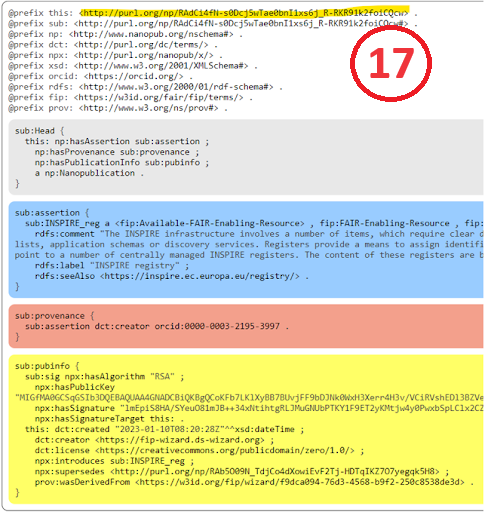 @prefix this: <http://purl.org/np/RAdCi4fN-s0Dcj5wTae0bnI1xs6j_R-RKR91k2foiCQcw> .
@prefix sub: <http://purl.org/np/RAdCi4fN-s0Dcj5wTae0bnI1xs6j_R-RKR91k2foiCQcw#> .
@prefix np: <http://www.nanopub.org/nschema#> .
@prefix dct: <http://purl.org/dc/terms/> .
@prefix npx: <http://purl.org/nanopub/x/> .
@prefix xsd: <http://www.w3.org/2001/XMLSchema#> .
@prefix orcid: <https://orcid.org/> .
@prefix rdfs: <http://www.w3.org/2000/01/rdf-schema#> .
@prefix fip: <https://w3id.org/fair/fip/terms/> .
@prefix prov: <http://www.w3.org/ns/prov#> .
17
sub:Head {
this: np:hasAssertion sub:assertion ;
np:hasProvenance sub:provenance ;
np:hasPublicationInfo sub:pubinfo ;
a np:Nanopublication .
}
sub:assertion {
sub:INSPIRE_reg a <fip:Available-FAIR-Enabling-Resource> , fip:FAIR-Enabling-Resource , fip:
rdfs:comment "The INSPIRE infrastructure involves a number of items, which require clear d
lists, application schemas or discovery services. Registers provide a means to assign identifi
point to a number of centrally managed INSPIRE registers. The content of these registers are b
rdfs:label "INSPIRE registry" ;
rdfs:seeAlso <https://inspire.ec.europa.eu/registry/> .
}
sub:provenance {
sub:assertion dct:creator orcid:0000-0003-2195-3997 .
}
sub:pubinfo {
sub:sig npx:hasAlgorithm "RSA" ;
npx:hasPublicKey
"MIGfMA0GCSqGSIb3DQEBAQUAA4GNADCBiQKBgQCoKFb7LKlXyBB7BUvjFF9bDJNk0WxH3Xerr4H3v/VCiRVshEDl3BZVe
npx:hasSignature "lmEpiS8HA/SYeuO81mJB++34xNtihtgRLJMuGNUbPTKY1F9ET2yKMtjw4y0PwxbSpLC1x2CZ
npx:hasSignatureTarget this: .
this: dct:created "2023-01-10T08:20:28Z"^^xsd:dateTime ;
dct:creator <https://fip-wizard.ds-wizard.org> ;
dct:license <https://creativecommons.org/publicdomain/zero/1.0/> ;
npx:introduces sub:INSPIRE_reg ;
npx:supersedes <http://purl.org/np/RAb5O09N_TdjCo4dXowiEvF2Tj-HDTqIKZ7O7yegqk5H8> ;
prov:wasDerivedFrom <https://w3id.org/fip/wizard/f9dca094-76d3-4568-b9f2-250c8538de3d> .
}